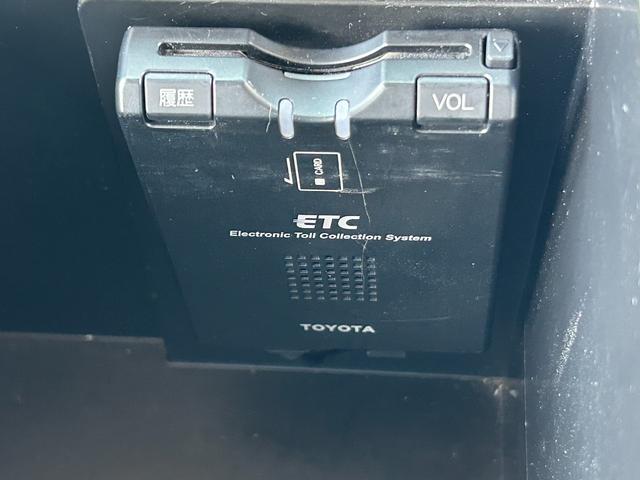 履歴
VOL
CARD
ETC
Electronic Toll Collection System
TOYOTA